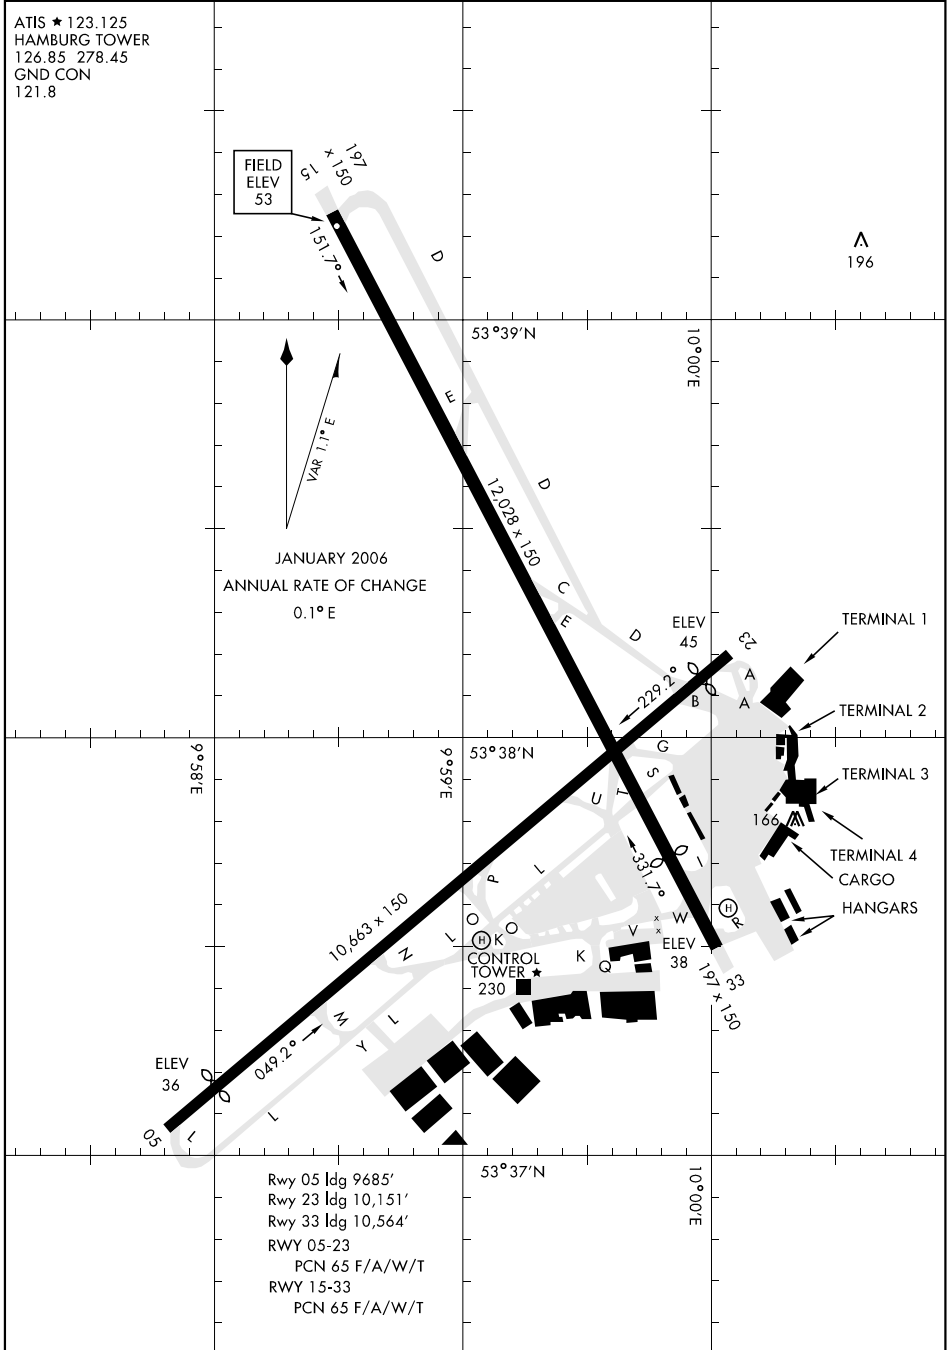 ATIS ★ 123.125
HAMBURG TOWER
126.85 278.45
GND CON
121.8
FIELD
ELEV
53
15
197
x 150
151.7°
D
196
53°39'N
10°00'E
VAR 1.1° E
E
D
12,028 x 150
JANUARY 2006
ANNUAL RATE OF CHANGE
0.1° E
C
E
D
ELEV
45
23
TERMINAL 1
229.2°
A
B
A
TERMINAL 2
9°58'E
9°59'E
53°38'N
G
S
T
U
TERMINAL 3
166
TERMINAL 4
CARGO
HANGARS
331.7°
I
P
L
10,663 x 150
O
O
L
N
H
K
CONTROL
TOWER ★
230
K
Q
V
x
x
W
H
R
ELEV
38
33
197 x 150
M
L
Y
049.2°
ELEV
36
05
L
L
53°37'N
10°00'E
Rwy 05 ldg 9685'
Rwy 23 ldg 10,151'
Rwy 33 ldg 10,564'
RWY 05-23
PCN 65 F/A/W/T
RWY 15-33
PCN 65 F/A/W/T